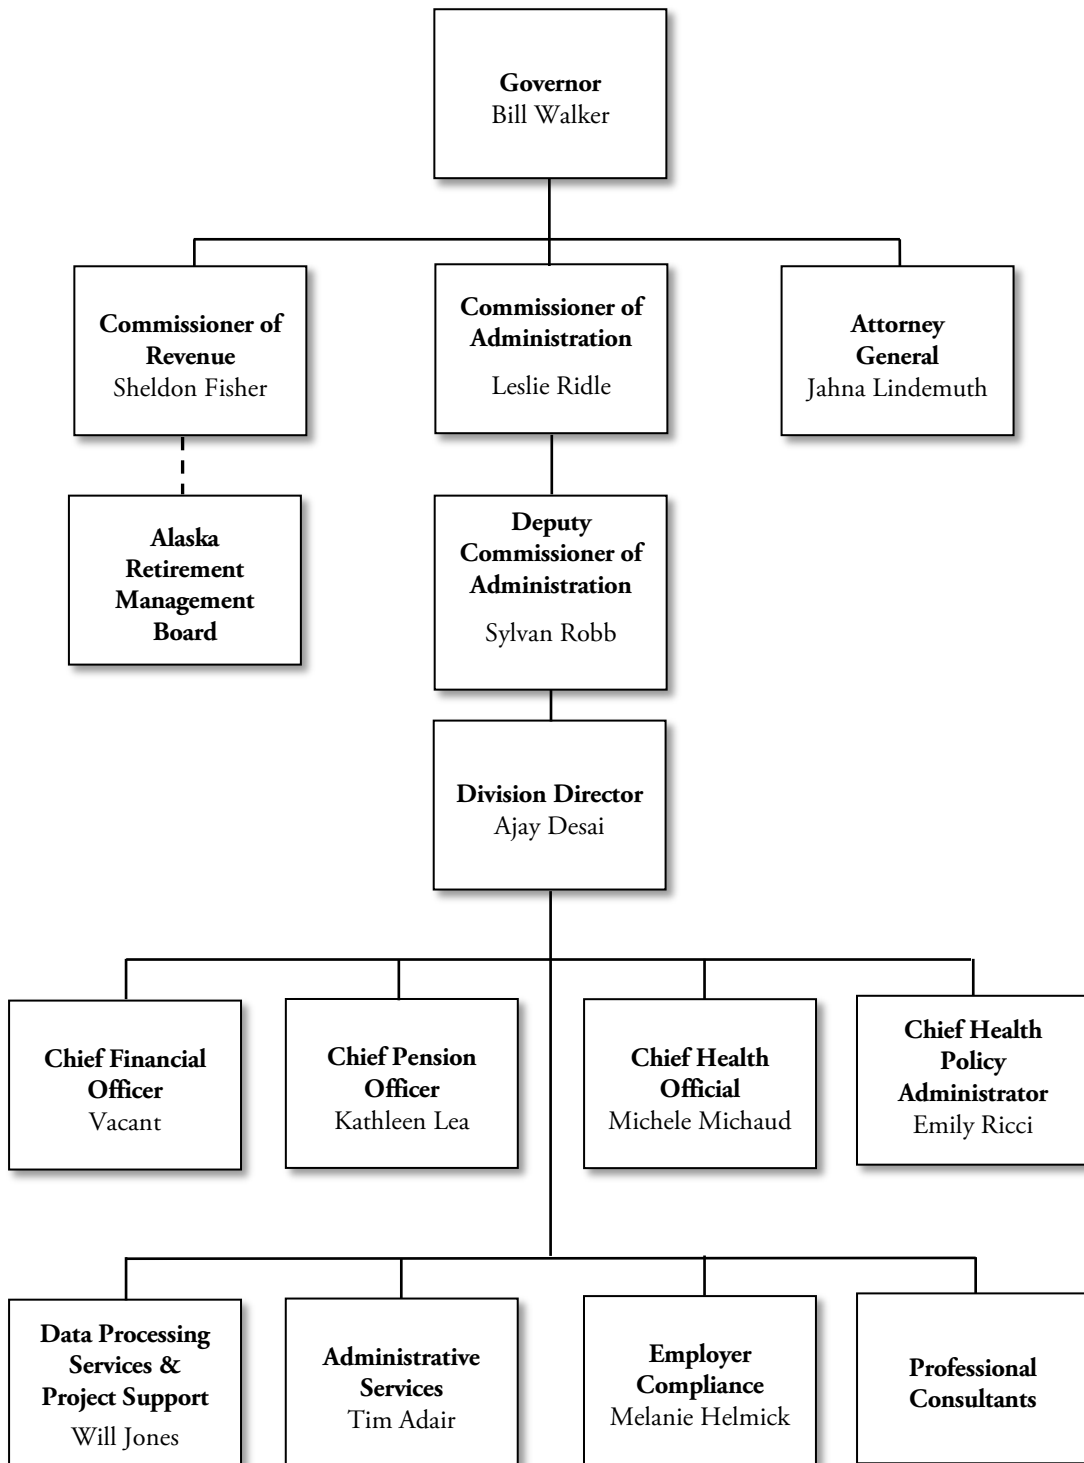 Governor
Bill Walker
Commissioner of
Revenue
Sheldon Fisher
Commissioner of
Administration
Leslie Ridle
Attorney
General
Jahna Lindemuth
Alaska
Retirement
Management
Board
Deputy
Commissioner of
Administration
Sylvan Robb
Division Director
Ajay Desai
Chief Financial
Officer
Vacant
Chief Pension
Officer
Kathleen Lea
Chief Health
Official
Michele Michaud
Chief Health
Policy
Administrator
Emily Ricci
Data Processing
Services &
Project Support
Will Jones
Administrative
Services
Tim Adair
Employer
Compliance
Melanie Helmick
Professional
Consultants